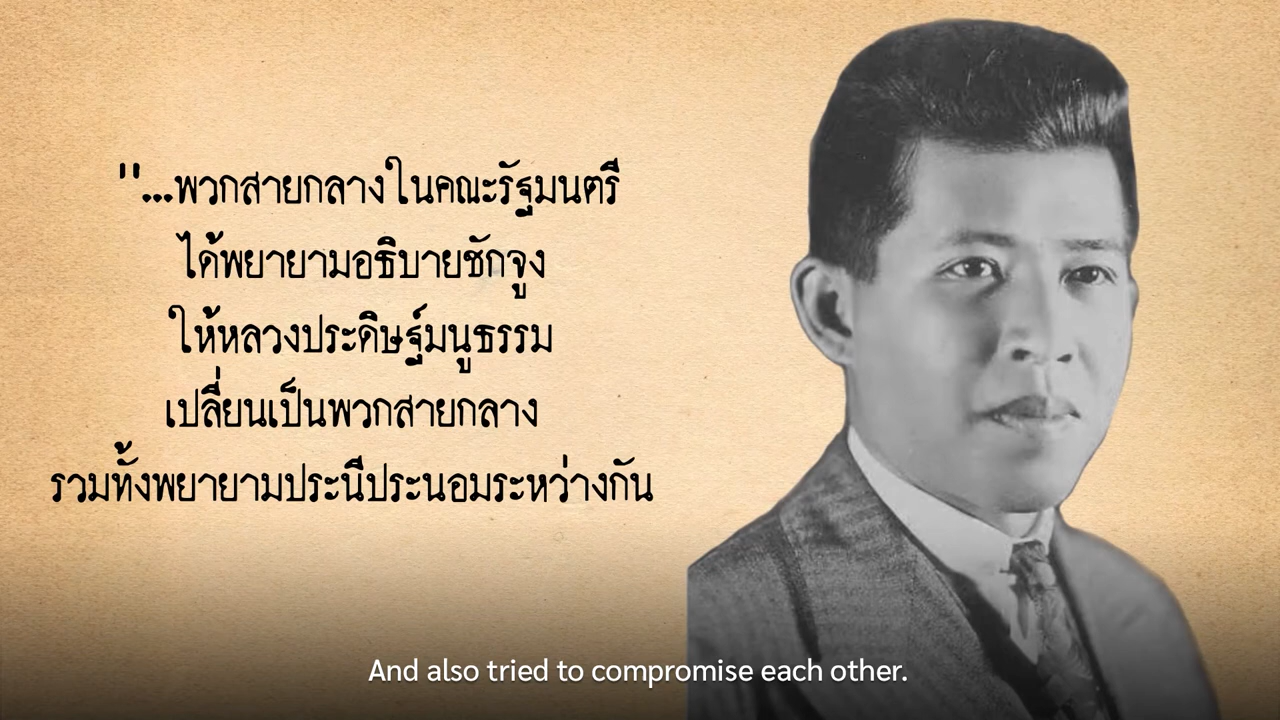 "...พวกสายกลางในคณะรัฐมนตรี
ได้พยายามอธิบายชักจูง
ให้หลวงประดิษฐ์มนูธรรม
เปลี่ยนเป็นพวกสายกลาง
รวมทั้งพยายามประนีประนอมระหว่างกัน
And also tried to compromise each other.